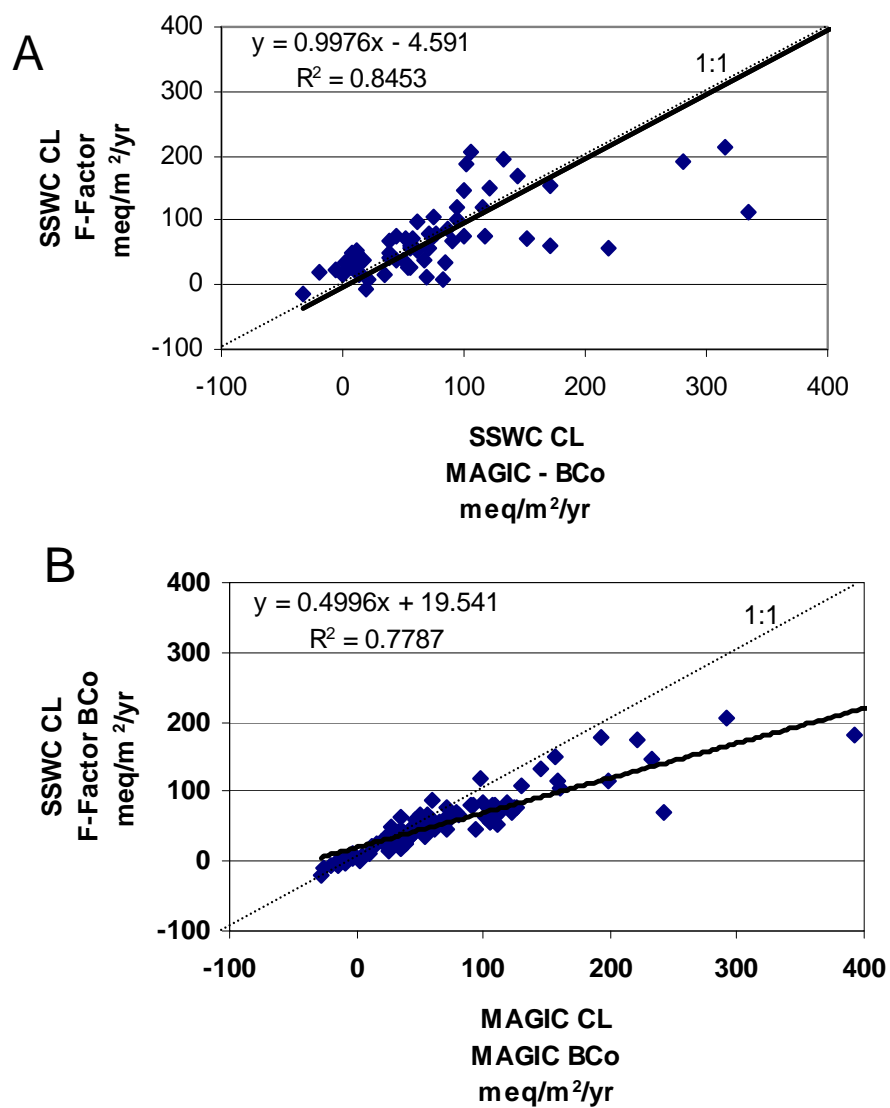 A
y = 0.9976x - 4.591
R² = 0.8453
1:1
400
300
200
100
0
-100
SSWC CL
F-Factor
meq/m²/yr
-100 0 100 200 300 400
SSWC CL
MAGIC - BCo
meq/m²/yr
B
y = 0.4996x + 19.541
R² = 0.7787
1:1
400
300
200
100
0
-100
SSWC CL
F-Factor BCo
meq/m²/yr
-100 0 100 200 300 400
MAGIC CL
MAGIC BCo
meq/m²/yr